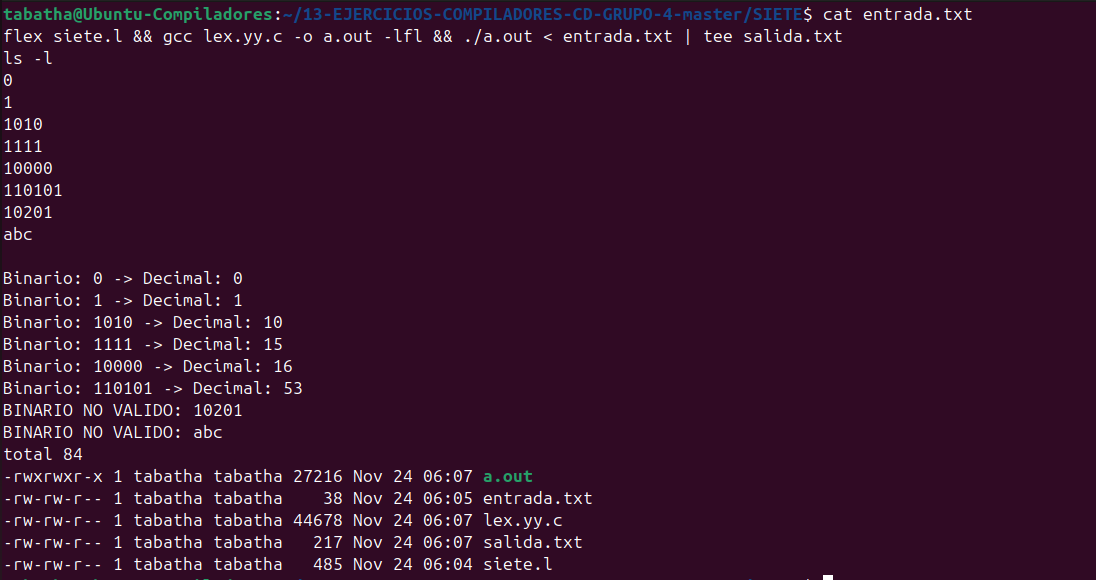 tabatha@Ubuntu-Compiladores:~/13-EJERCICIOS-COMPILADORES-CD-GRUPO-4-master/SIETE$ cat entrada.txt
flex siete.l && gcc lex.yy.c -o a.out -lfl && ./a.out < entrada.txt | tee salida.txt
ls -l
0
1
1010
1111
10000
110101
10201
abc
Binario: 0 -> Decimal: 0
Binario: 1 -> Decimal: 1
Binario: 1010 -> Decimal: 10
Binario: 1111 -> Decimal: 15
Binario: 10000 -> Decimal: 16
Binario: 110101 -> Decimal: 53
BINARIO NO VALIDO: 10201
BINARIO NO VALIDO: abc
total 84
-rwxrwxr-x 1 tabatha tabatha 27216 Nov 24 06:07 a.out
-rw-rw-r-- 1 tabatha tabatha    38 Nov 24 06:05 entrada.txt
-rw-rw-r-- 1 tabatha tabatha 44678 Nov 24 06:07 lex.yy.c
-rw-rw-r-- 1 tabatha tabatha   217 Nov 24 06:07 salida.txt
-rw-rw-r-- 1 tabatha tabatha   485 Nov 24 06:04 siete.l